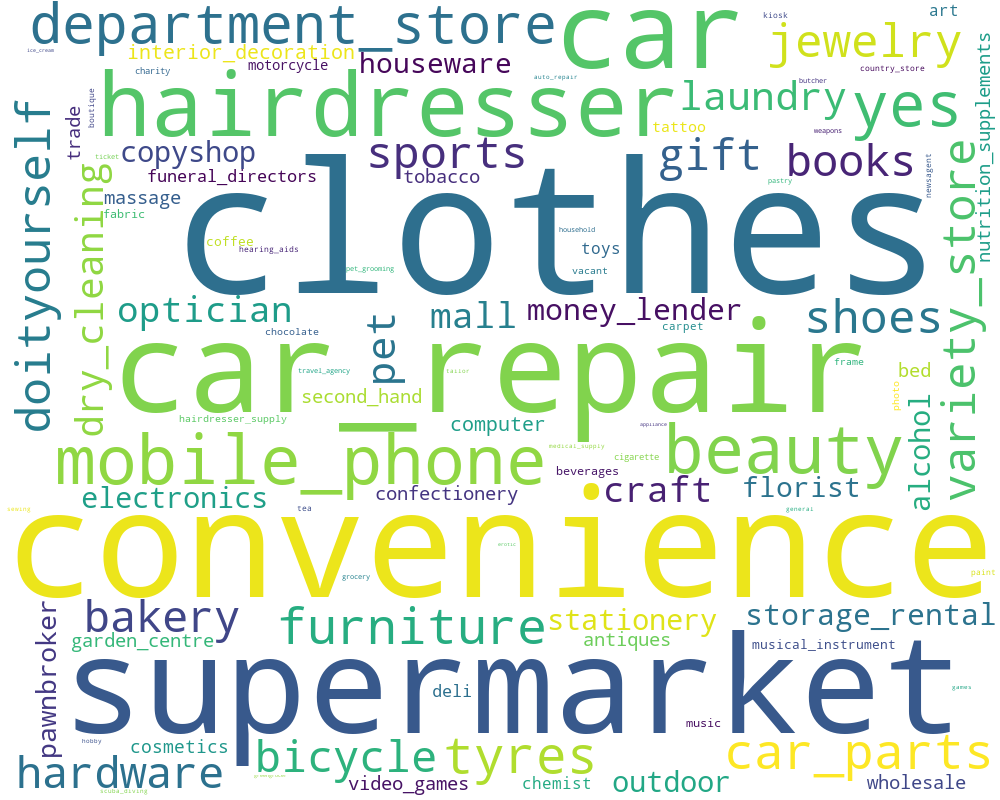 department_store
car
kiosk
art
jewelry
ice_cream
interior_decoration
houseware
motorcycle
charity
auto_repair
country_store
butcher
hairdresser
laundry
yes
boutique
trade
doityourself
nutrition_supplements
tattoo
weapons
copyshop
sports
gift
books
ticket
funeral_directors
tobacco
massage
pastry
newsagent
clothes
fabric
dry_cleaning
variety_store
household
coffee
hearing_aids
toys
pet_grooming
vacant
optician
mall
money_lender
shoes
pet
chocolate
carpet
car_repair
travel_agency
tailor
frame
bed
second_hand
photo
hairdresser_supply
computer
appliance
alcohol
mobile_phone
medical_supply
cigarette
beauty
beverages
electronics
confectionery
craft
florist
sewing
tea
general
convenience
erotic
grocery
paint
bakery
furniture
stationery
storage_rental
pawnbroker
garden_centre
antiques
musical_instrument
supermarket
deli
games
music
hobby
cosmetics
bicycle
tyres
car_parts
hardware
video_games
chemist
outdoor
wholesale
scuba_diving